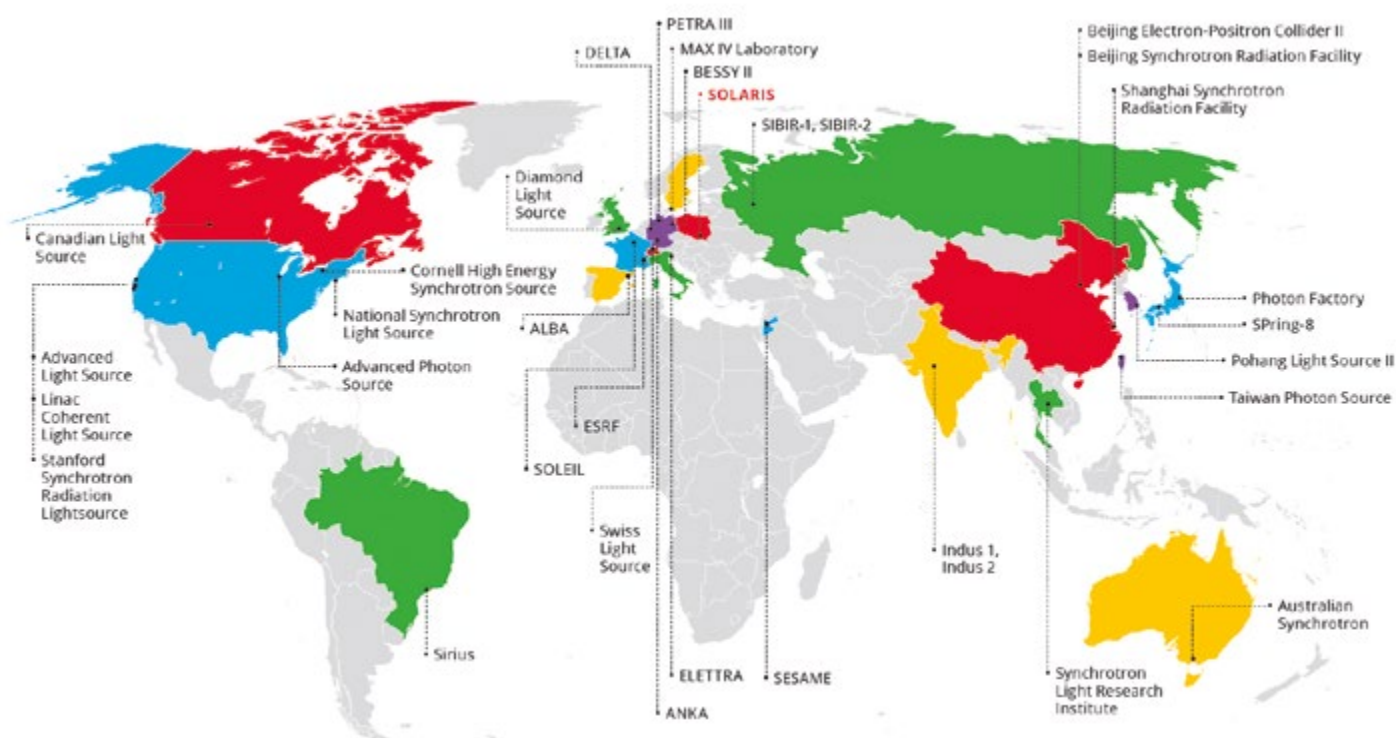 PETRA III
DELTA
MAX IV Laboratory
BESSY II
SOLARIS
SIBIR-1, SIBIR-2
Beijing Electron-Positron Collider II
Beijing Synchrotron Radiation Facility
Shanghai Synchrotron
Radiation Facility
Diamond
Light
Source
Canadian Light
Source
Cornell High Energy
Synchrotron Source
National Synchrotron
Light Source
Advanced Photon
Source
Advanced
Light Source
Linac
Coherent
Light Source
Stanford
Synchrotron
Radiation
Lightsource
ALBA
ESRF
SOLEIL
Swiss
Light
Source
Photon Factory
SPring-8
Pohang Light Source II
Taiwan Photon Source
Indus 1,
Indus 2
Australian
Synchrotron
Sirius
ELETTRA
SESAME
ANKA
Synchrotron
Light Research
Institute